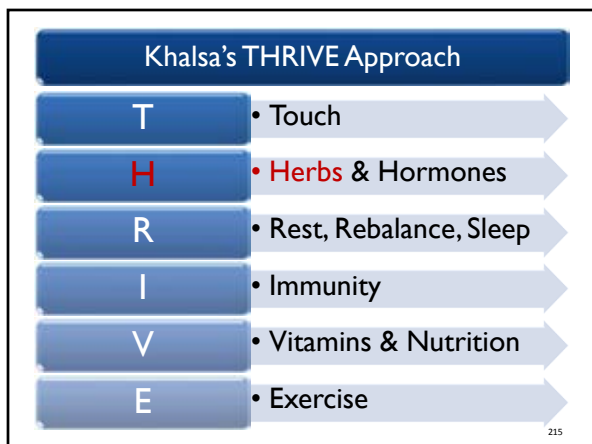 Khalsa's THRIVE Approach
T
• Touch
H
• Herbs & Hormones
R
• Rest, Rebalance, Sleep
I
• Immunity
V
• Vitamins & Nutrition
E
• Exercise
215